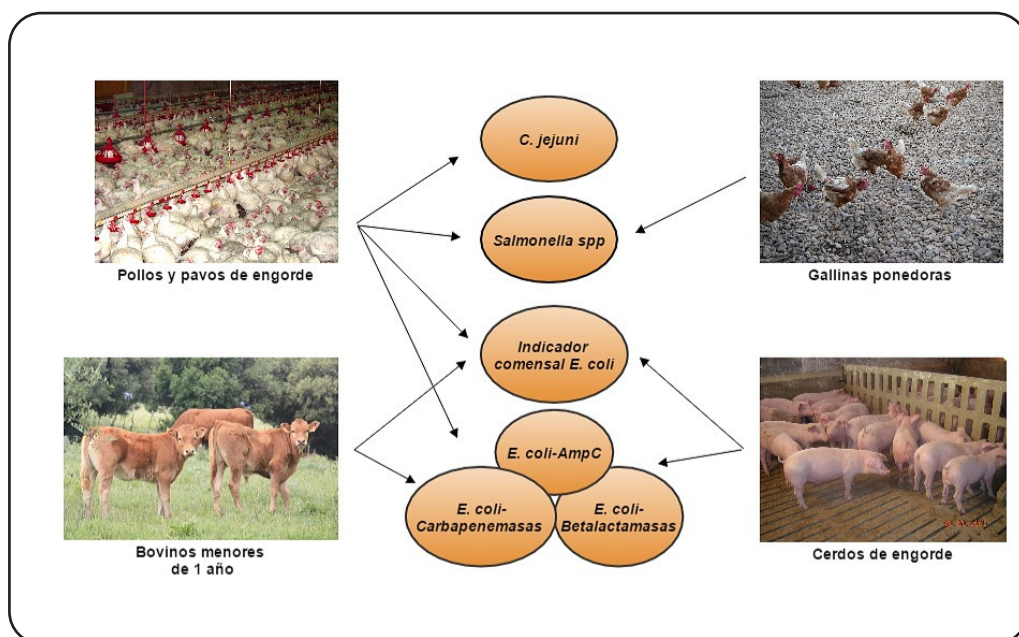 C. jejuni
Salmonella spp
Pollos y pavos de engorde
Gallinas ponedoras
Indicador
comensal E. coli
E. coli-AmpC
E. coli-
Carbapenemasas
E. coli-
Betalactamasas
Bovinos menores
de 1 año
Cerdos de engorde